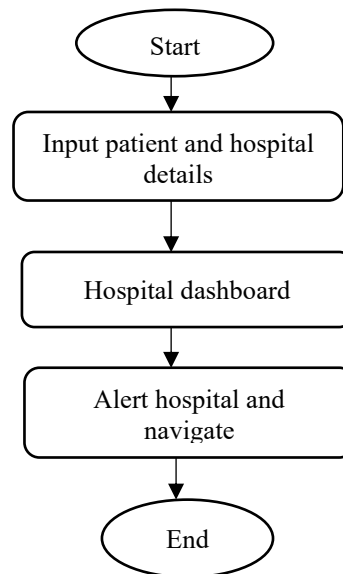 Start
Input patient and hospital
details
Hospital dashboard
Alert hospital and
navigate
End